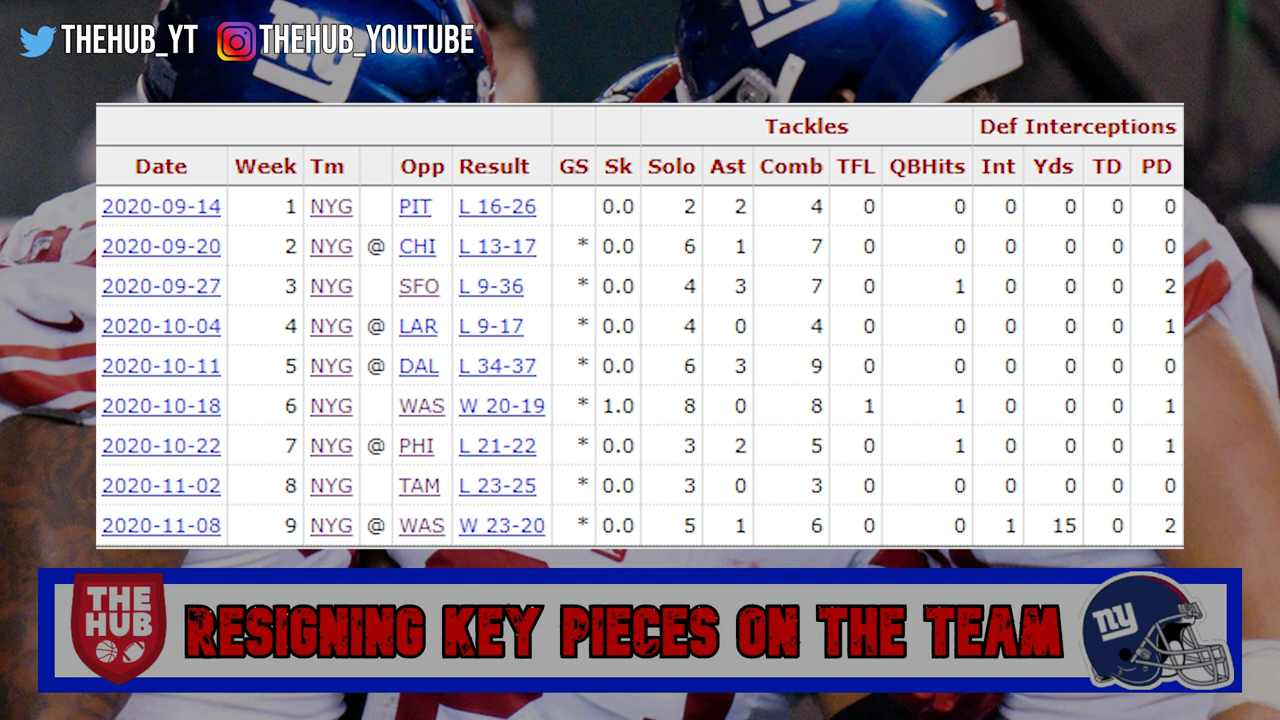 THEHUB_YT THEHUB_YOUTUBE
ny ny
Tackles Def Interceptions
Date Week Tm Opp Result GS Sk Solo Ast Comb TFL QBHits Int Yds TD PD
2020-09-14 1 NYG PIT L 16-26 0.0 2 2 4 0 0 0 0 0 0
2020-09-20 2 NYG @ CHI L 13-17 * 0.0 6 1 7 0 0 0 0 0 0
2020-09-27 3 NYG SFO L 9-36 * 0.0 4 3 7 0 1 0 0 0 2
2020-10-04 4 NYG @ LAR L 9-17 * 0.0 4 0 4 0 0 0 0 0 1
2020-10-11 5 NYG @ DAL L 34-37 * 0.0 6 3 9 0 0 0 0 0 0
2020-10-18 6 NYG WAS W 20-19 * 1.0 8 0 8 1 1 0 0 0 1
2020-10-22 7 NYG @ PHI L 21-22 * 0.0 3 2 5 0 1 0 0 0 1
2020-11-02 8 NYG TAM L 23-25 * 0.0 3 0 3 0 0 0 0 0 0
2020-11-08 9 NYG @ WAS W 23-20 * 0.0 5 1 6 0 0 1 15 0 2
THE
HUB
RESIGNING KEY PIECES ON THE TEAM
ny